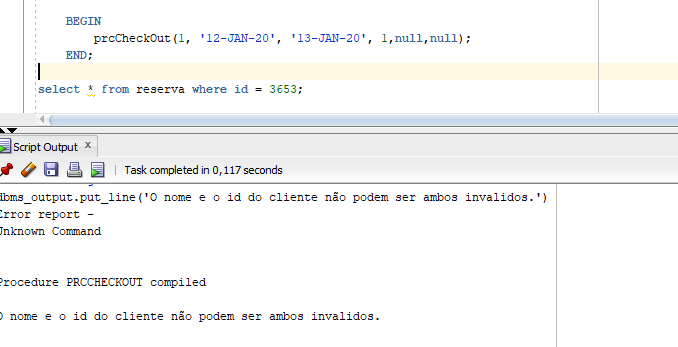 BEGIN
prcCheckOut(1, '12-JAN-20', '13-JAN-20', 1,null,null);
END;
select * from reserva where id = 3653;
Script Output x
Task completed in 0,117 seconds
dbms_output.put_line('O nome e o id do cliente não podem ser ambos invalidos.')
Error report -
Unknown Command
Procedure PRCCHECKOUT compiled
O nome e o id do cliente não podem ser ambos invalidos.